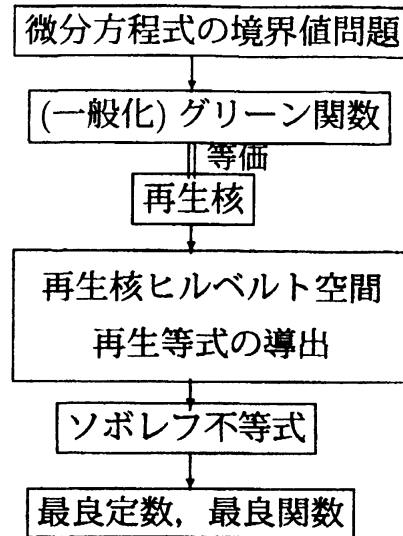 微分方程式の境界値問題
(一般化) グリーン関数
等価
再生核
再生核ヒルベルト空間
再生等式の導出
ソボレフ不等式
最良定数，最良関数